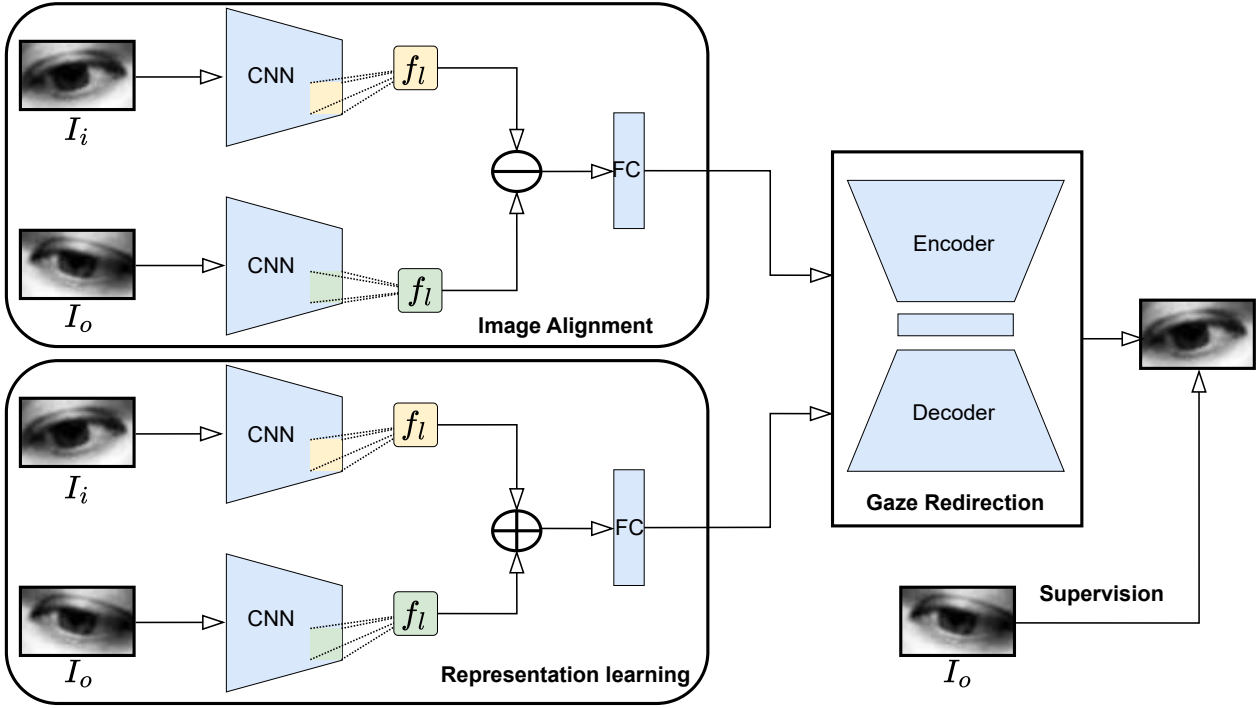 CNN
f_l
I_i
FC
CNN
f_l
I_o
Image Alignment
CNN
f_l
I_i
FC
CNN
f_l
I_o
Representation learning
Encoder
Decoder
Gaze Redirection
Supervision
I_o